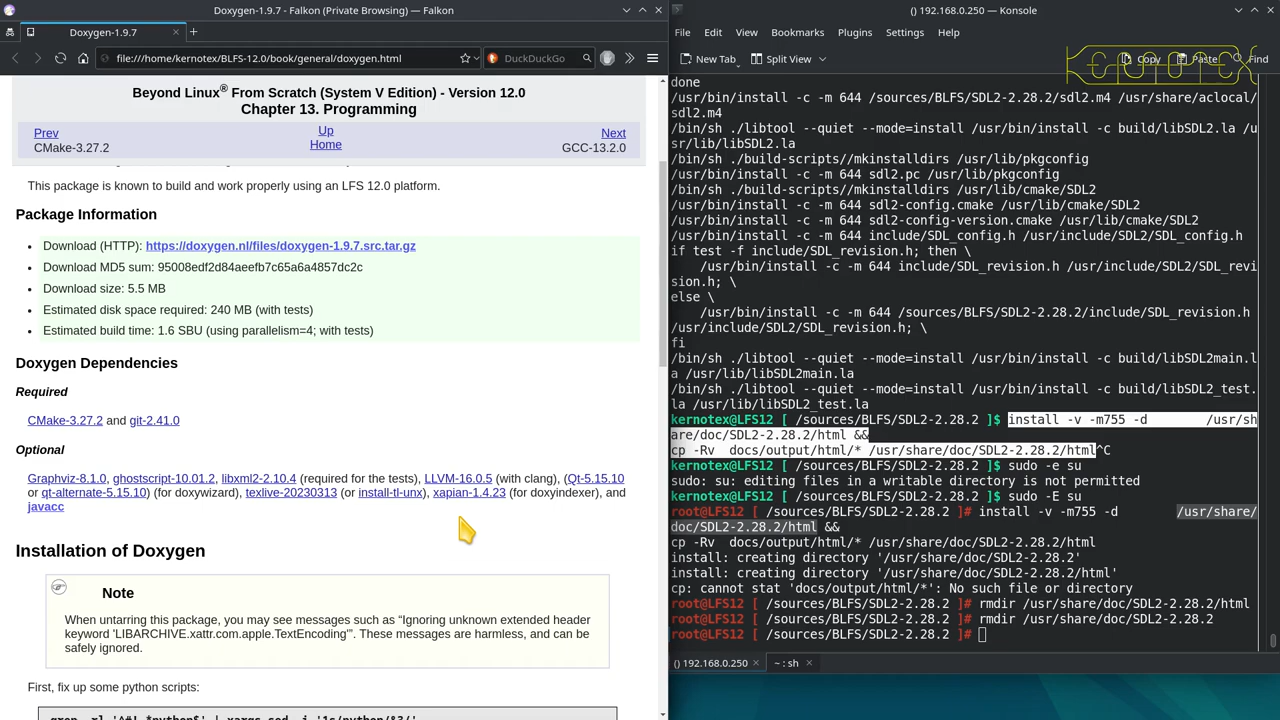 Doxygen-1.9.7 - Falkon (Private Browsing) — Falkon
Doxygen-1.9.7
file:///home/kernotex/BLFS-12.0/book/general/doxygen.html
DuckDuckGo
Beyond Linux® From Scratch (System V Edition) - Version 12.0
Chapter 13. Programming
Prev
Up
Next
CMake-3.27.2
Home
GCC-13.2.0
This package is known to build and work properly using an LFS 12.0 platform.
Package Information
• Download (HTTP): https://doxygen.nl/files/doxygen-1.9.7.src.tar.gz
• Download MD5 sum: 95008edf2d84aeefb7c65a6a4857dc2c
• Download size: 5.5 MB
• Estimated disk space required: 240 MB (with tests)
• Estimated build time: 1.6 SBU (using parallelism=4; with tests)
Doxygen Dependencies
Required
CMake-3.27.2 and git-2.41.0
Optional
Graphviz-8.1.0, ghostscript-10.01.2, libxml2-2.10.4 (required for the tests), LLVM-16.0.5 (with clang), (Qt-5.15.10
or qt-alternate-5.15.10) (for doxywizard), texlive-20230313 (or install-tl-unx), xapian-1.4.23 (for doxyindexer), and
javacc
Installation of Doxygen
Note
When untarring this package, you may see messages such as “Ignoring unknown extended header
keyword 'LIBARCHIVE.xattr.com.apple.TextEncoding'”. These messages are harmless, and can be
safely ignored.
First, fix up some python scripts:
grep -rl '^#!.*python$' | xargs sed -i '1s/python/&3/'
() 192.168.0.250 — Konsole
File Edit View Bookmarks Plugins Settings Help
New Tab Split View Copy Paste Find
Kernotex
done
/usr/bin/install -c -m 644 /sources/BLFS/SDL2-2.28.2/sdl2.m4 /usr/share/aclocal/
sdl2.m4
/bin/sh ./libtool --quiet --mode=install /usr/bin/install -c build/libSDL2.la /u
sr/lib/libSDL2.la
/bin/sh ./build-scripts//mkinstalldirs /usr/lib/pkgconfig
/usr/bin/install -c -m 644 sdl2.pc /usr/lib/pkgconfig
/bin/sh ./build-scripts//mkinstalldirs /usr/lib/cmake/SDL2
/usr/bin/install -c -m 644 sdl2-config.cmake /usr/lib/cmake/SDL2
/usr/bin/install -c -m 644 sdl2-config-version.cmake /usr/lib/cmake/SDL2
/usr/bin/install -c -m 644 include/SDL_config.h /usr/include/SDL2/SDL_config.h
if test -f include/SDL_revision.h; then \
/usr/bin/install -c -m 644 include/SDL_revision.h /usr/include/SDL2/SDL_revi
sion.h; \
else \
/usr/bin/install -c -m 644 /sources/BLFS/SDL2-2.28.2/include/SDL_revision.h
/usr/include/SDL2/SDL_revision.h; \
fi
/bin/sh ./libtool --quiet --mode=install /usr/bin/install -c build/libSDL2main.l
a /usr/lib/libSDL2main.la
/bin/sh ./libtool --quiet --mode=install /usr/bin/install -c build/libSDL2_test.
la /usr/lib/libSDL2_test.la
kernotex@LFS12 [ /sources/BLFS/SDL2-2.28.2 ]$ install -v -m755 -d /usr/sh
are/doc/SDL2-2.28.2/html &&
cp -Rv docs/output/html/* /usr/share/doc/SDL2-2.28.2/html^C
kernotex@LFS12 [ /sources/BLFS/SDL2-2.28.2 ]$ sudo -e su
sudo: su: editing files in a writable directory is not permitted
kernotex@LFS12 [ /sources/BLFS/SDL2-2.28.2 ]$ sudo -E su
root@LFS12 [ /sources/BLFS/SDL2-2.28.2 ]# install -v -m755 -d /usr/share/
doc/SDL2-2.28.2/html &&
cp -Rv docs/output/html/* /usr/share/doc/SDL2-2.28.2/html
install: creating directory '/usr/share/doc/SDL2-2.28.2'
install: creating directory '/usr/share/doc/SDL2-2.28.2/html'
cp: cannot stat 'docs/output/html/*': No such file or directory
root@LFS12 [ /sources/BLFS/SDL2-2.28.2 ]# rmdir /usr/share/doc/SDL2-2.28.2/html
root@LFS12 [ /sources/BLFS/SDL2-2.28.2 ]# rmdir /usr/share/doc/SDL2-2.28.2
root@LFS12 [ /sources/BLFS/SDL2-2.28.2 ]#
() 192.168.0.250
~ : sh